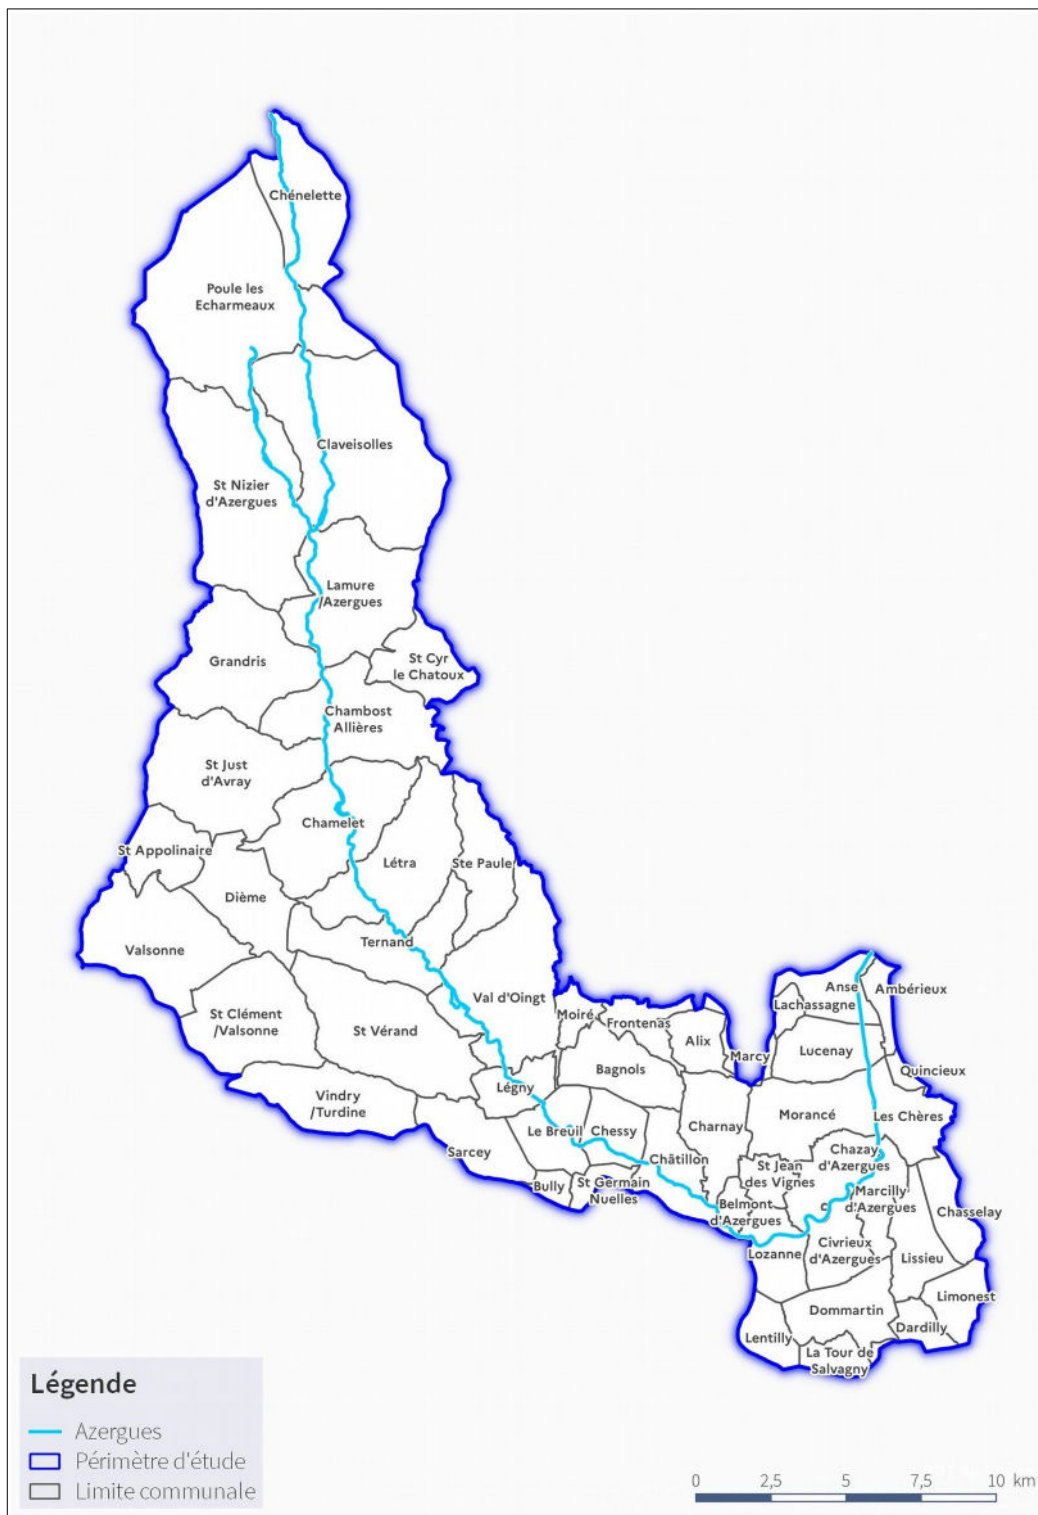 Chénelette
Poule les
Echarmeaux
Claveisolles
St Nizier
d'Azergues
Lamure
/Azergues
Grandris
St Cyr
le Chatoux
Chambost
Allières
St Just
d'Avray
Chamelet
St Appolinaire
Létra
Ste Paule
Dième
Ternand
Valsonne
Val d'Oingt
St Clément
/Valsonne
St Vérand
Moiré
Frontenas
Alix
Marcy
Anse
Ambérieux
Lachassagne
Lucenay
Quincieux
Bagnols
Légny
Vindry
/Turdine
Morancé
Les Chères
Charnay
Le Breuil
Chessy
Sarcey
Châtillon
Chazay
d'Azergues
St Jean
des Vignes
Bully
St Germain
Nuelles
Belmont
d'Azergues
c
Marcilly
d'Azergues
Chasselay
Lozanne
Civrieux
d'Azergues
Lissieu
Limonest
Dommartin
Dardilly
Lentilly
La Tour de
Salvagny
Légende
Azergues
Périmètre d'étude
Limite communale
0 2,5 5 7,5 10 km